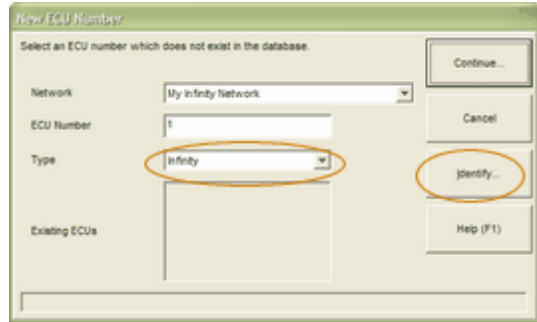 New ECU Number
Select an ECU number which does not exist in the database.
Continue...
Network
My Infinity Network
ECU Number
1
Cancel
Type
Infinity
Identify...
Existing ECUs
Help (F1)